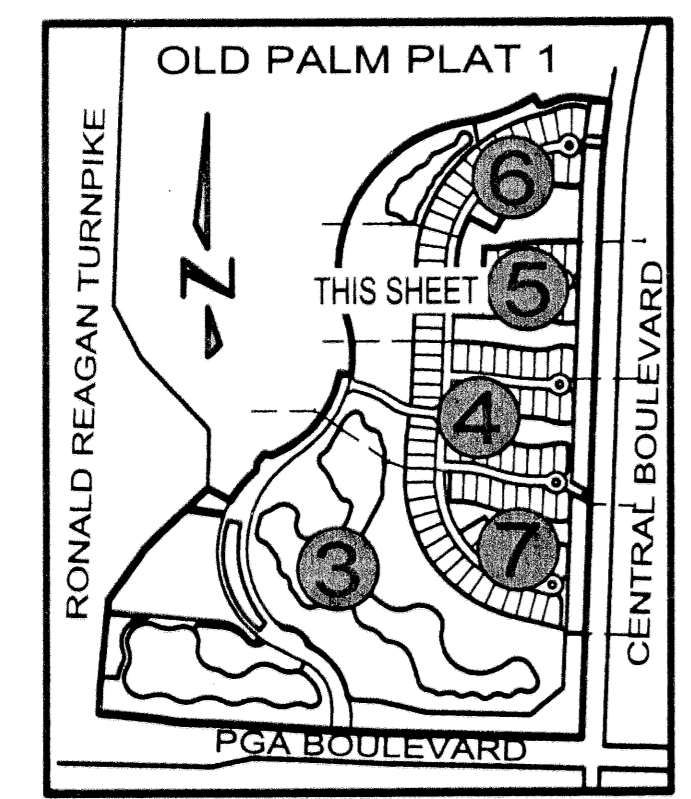 OLD PALM PLAT 1
RONALD REAGAN TURNPIKE
N
6
THIS SHEET
5
CENTRAL BOULEVARD
4
7
3
PGA BOULEVARD